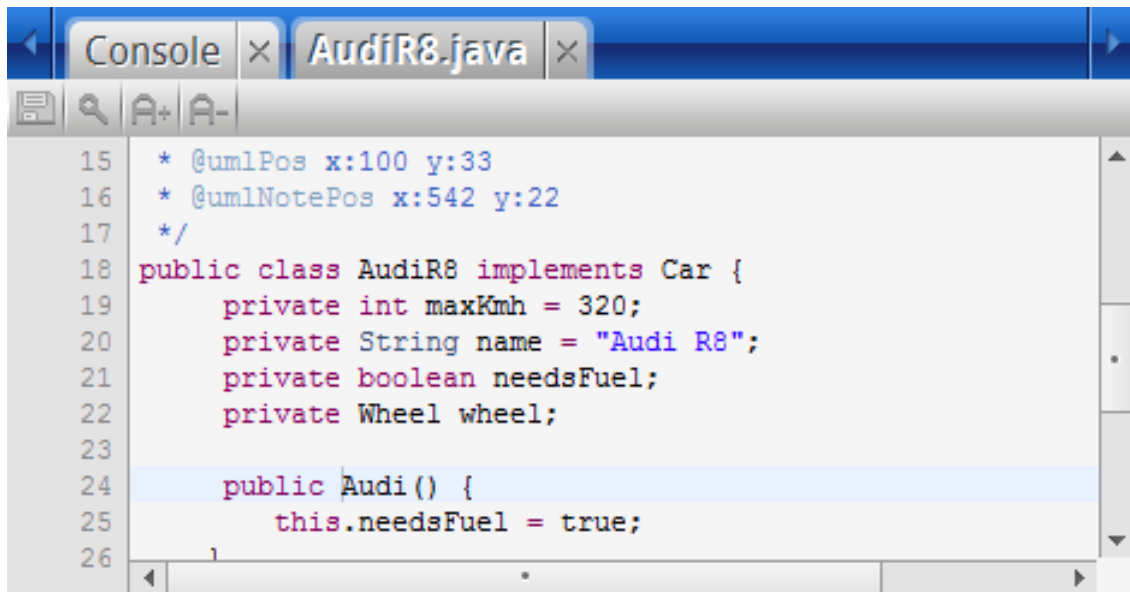 Console × AudiR8.java ×
A+ A-
15 * @umlPos x:100 y:33
16 * @umlNotePos x:542 y:22
17 */
18 public class AudiR8 implements Car {
19 private int maxKmh = 320;
20 private String name = "Audi R8";
21 private boolean needsFuel;
22 private Wheel wheel;
23
24 public Audi() {
25 this.needsFuel = true;
26 }